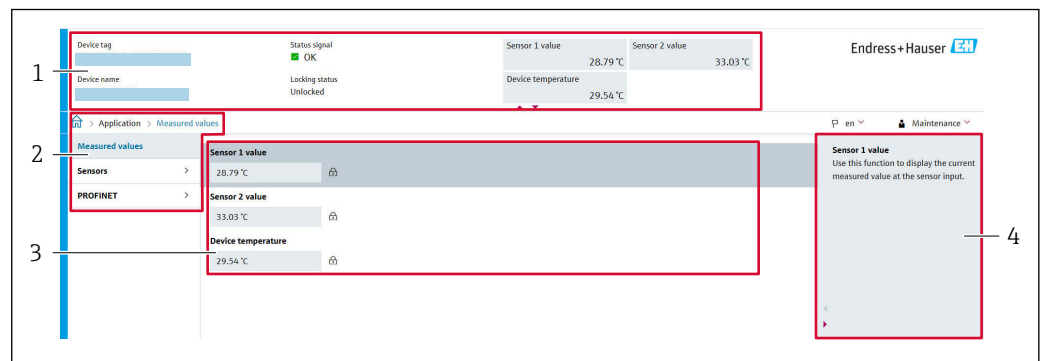 Device tag
Status signal
OK
Sensor 1 value
28.79 °C
Sensor 2 value
33.03 °C
Endress+Hauser EH
1
Device name
Locking status
Unlocked
Device temperature
29.54 °C
> Application > Measured values
en
Maintenance
2
Measured values
Sensors >
PROFINET >
Sensor 1 value
28.79 °C
Sensor 2 value
33.03 °C
Device temperature
3
29.54 °C
Sensor 1 value
Use this function to display the current
measured value at the sensor input.
4